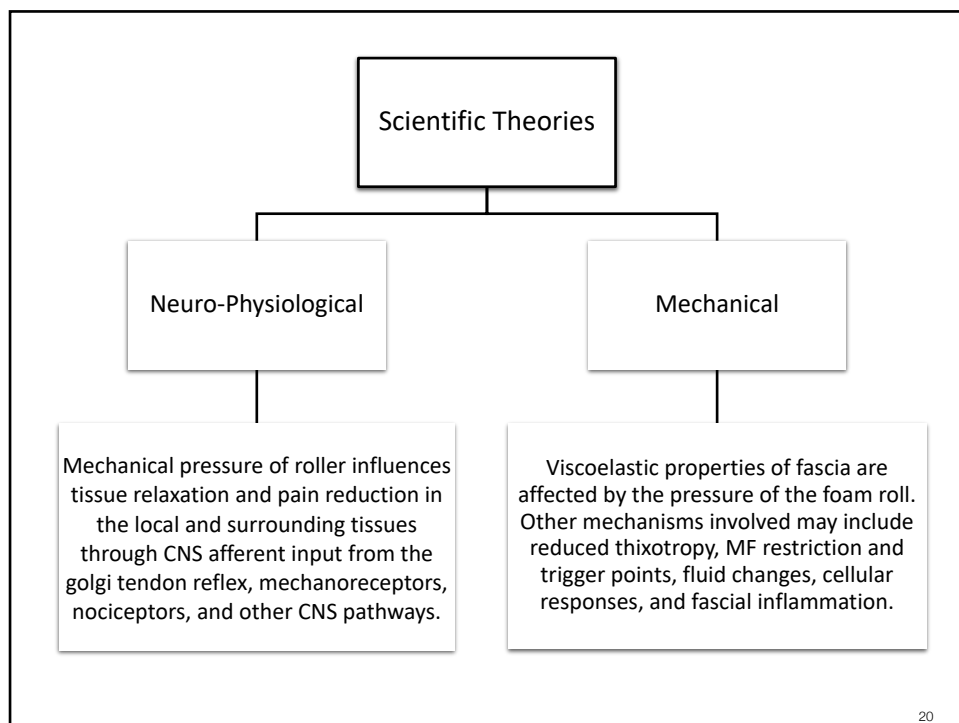 Scientific Theories
Neuro-Physiological
Mechanical
Mechanical pressure of roller influences
tissue relaxation and pain reduction in
the local and surrounding tissues
through CNS afferent input from the
golgi tendon reflex, mechanoreceptors,
nociceptors, and other CNS pathways.
Viscoelastic properties of fascia are
affected by the pressure of the foam roll.
Other mechanisms involved may include
reduced thixotropy, MF restriction and
trigger points, fluid changes, cellular
responses, and fascial inflammation.
20